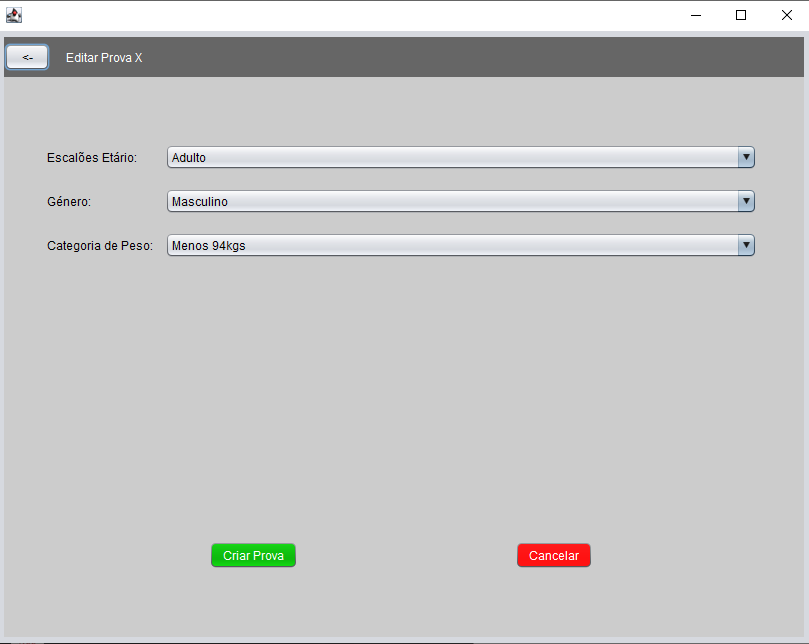 <- Editar Prova X
Escalões Etário: Adulto
Género: Masculino
Categoria de Peso: Menos 94kgs
Criar Prova Cancelar